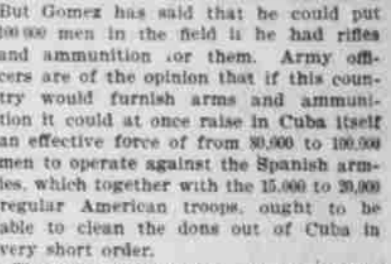 But Gomez has said that he could put
100 000 men in the field if he had rifles
and ammunition for them. Army offi-
cers are of the opinion that if this coun-
try would furnish arms and ammuni-
tion it could at once raise in Cuba itself
an effective force of from 80,000 to 100,000
men to operate against the Spanish arm-
ies, which together with the 15,000 to 20,000
regular American troops, ought to be
able to clean the dons out of Cuba in
very short order.